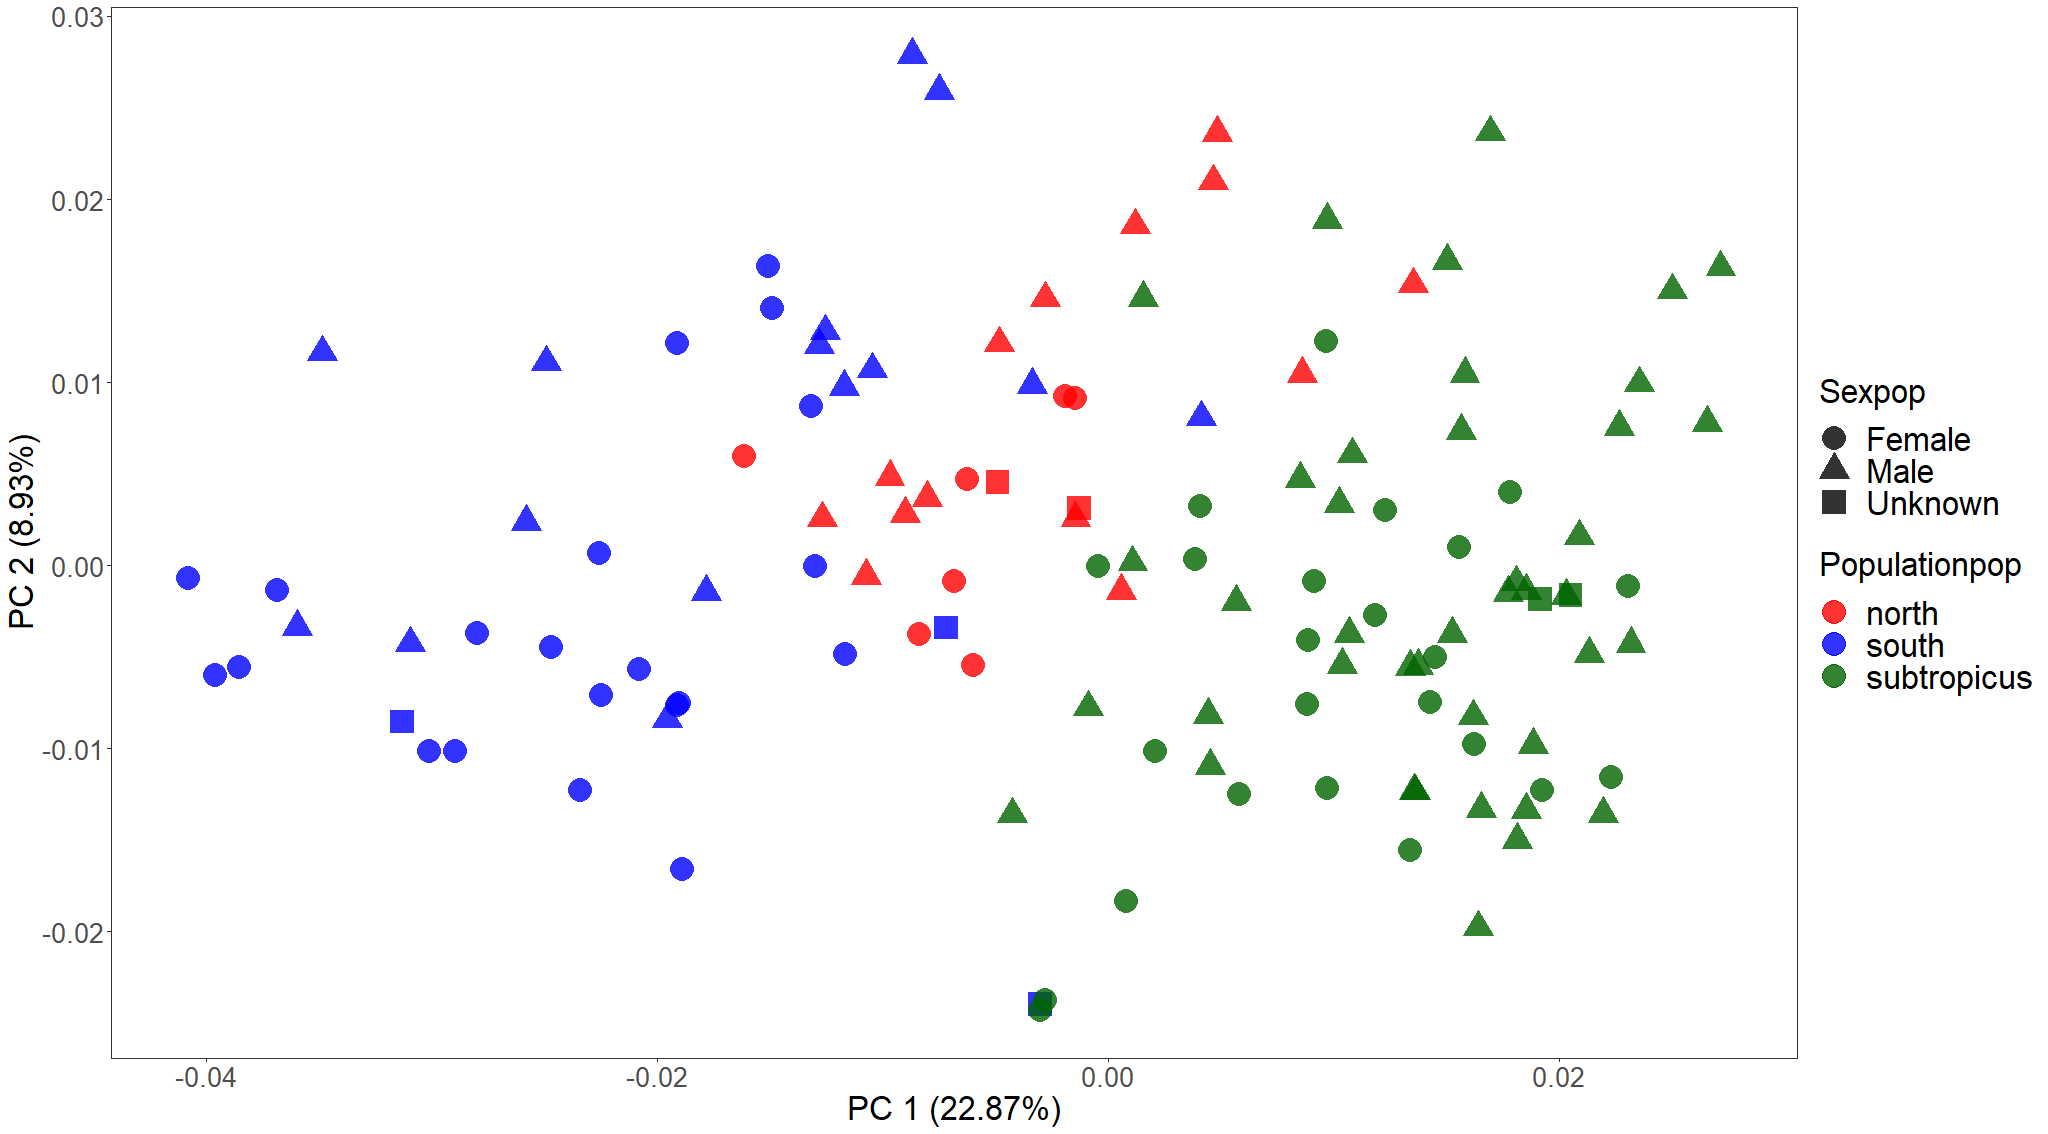 0.03
0.02
0.01
0.00
-0.01
-0.02
PC 2 (8.93%)
-0.04
-0.02
0.00
0.02
PC 1 (22.87%)
Sexpop
Female
Male
Unknown
Populationpop
north
south
subtropicus